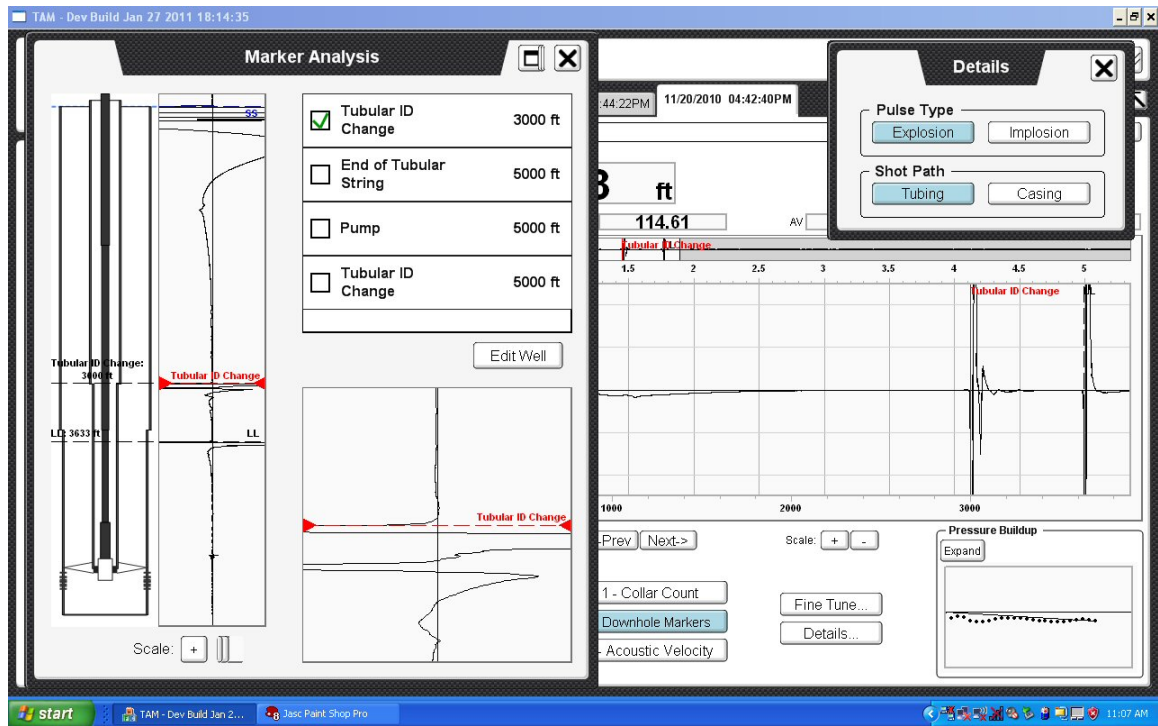 TAM - Dev Build Jan 27 2011 18:14:35
Marker Analysis
SS
Tubular ID Change:
3000 ft
Tubular ID Change
LL: 3633 ft
LL
Scale: +
Tubular ID
Change
3000 ft
End of Tubular
String
5000 ft
Pump
5000 ft
Tubular ID
Change
5000 ft
Edit Well
Tubular ID Change
:44:22PM
11/20/2010 04:42:40PM
ft
114.61
AV
Tubular ID Change
1.5 2 2.5 3 3.5 4 4.5 5
Tubular ID Change
LL
1000 2000 3000
-Prev Next->
Scale: + -
1 - Collar Count
Downhole Markers
- Acoustic Velocity
Fine Tune...
Details...
Pressure Buildup
Expand
Details
Pulse Type
Explosion Implosion
Shot Path
Tubing Casing
start
TAM - Dev Build Jan 2...
Jasc Paint Shop Pro
11:07 AM